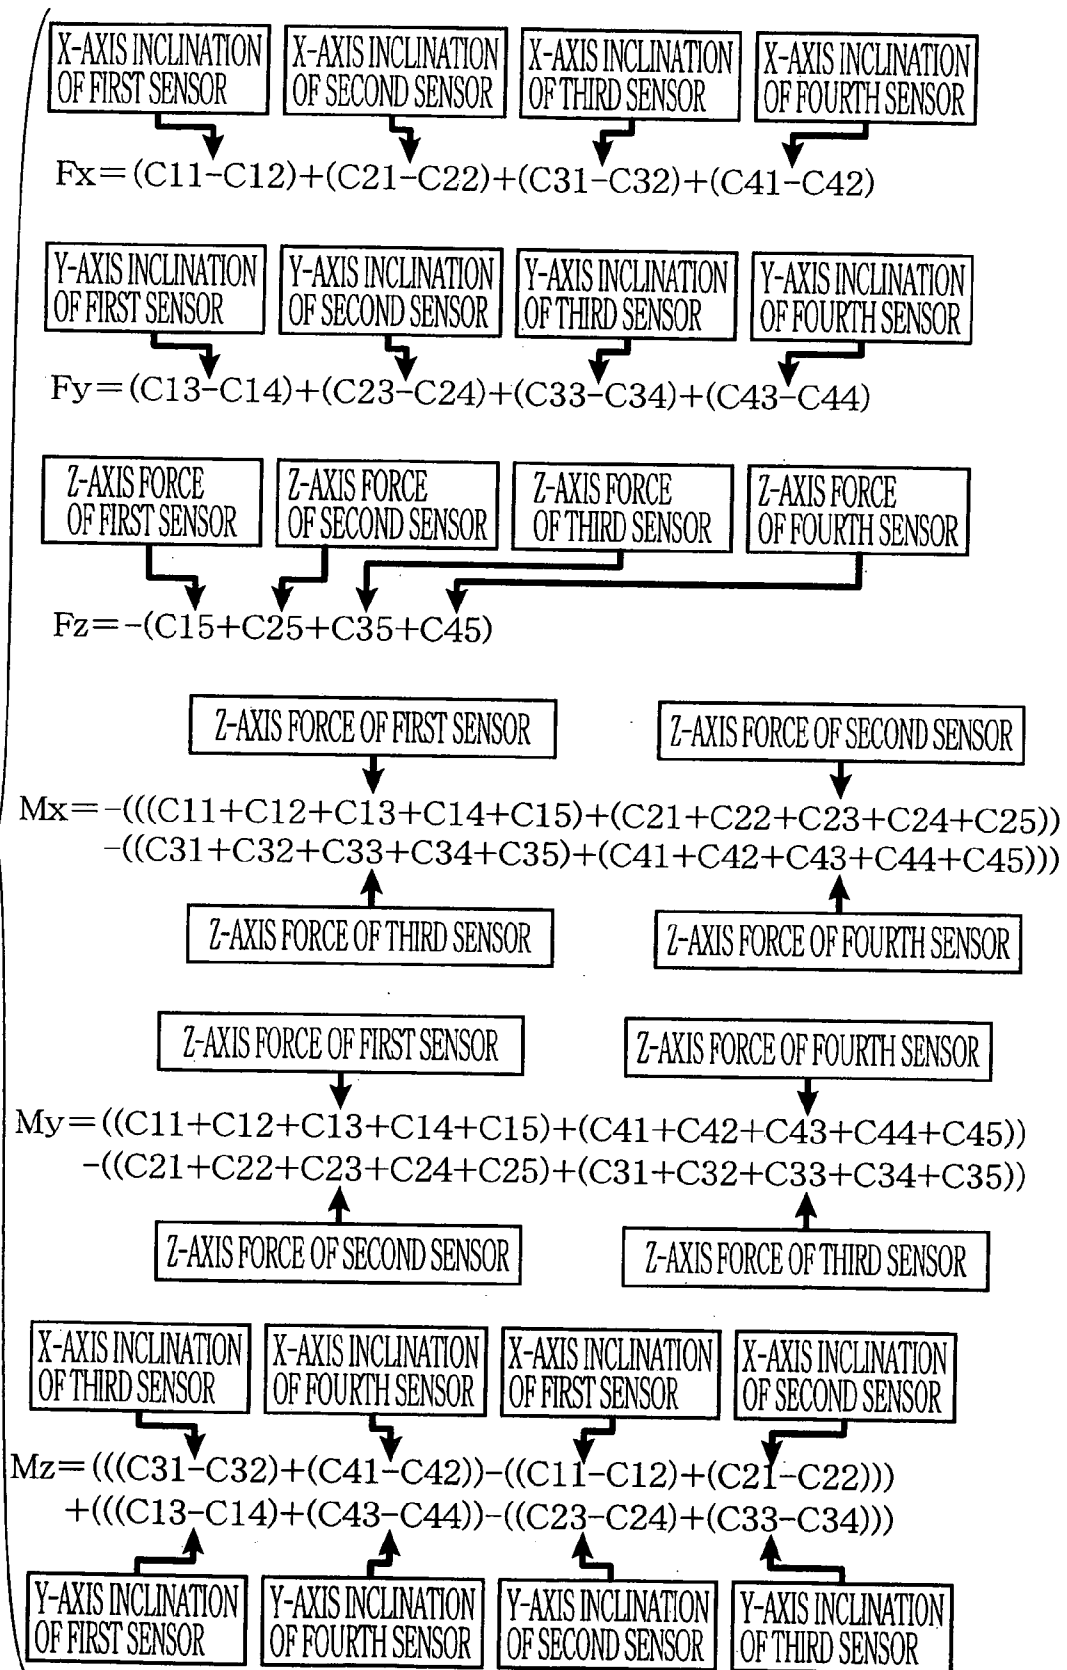 X-AXIS INCLINATION
OF FIRST SENSOR
X-AXIS INCLINATION
OF SECOND SENSOR
X-AXIS INCLINATION
OF THIRD SENSOR
X-AXIS INCLINATION
OF FOURTH SENSOR
Fx=(C11-C12)+(C21-C22)+(C31-C32)+(C41-C42)
Y-AXIS INCLINATION
OF FIRST SENSOR
Y-AXIS INCLINATION
OF SECOND SENSOR
Y-AXIS INCLINATION
OF THIRD SENSOR
Y-AXIS INCLINATION
OF FOURTH SENSOR
Fy=(C13-C14)+(C23-C24)+(C33-C34)+(C43-C44)
Z-AXIS FORCE
OF FIRST SENSOR
Z-AXIS FORCE
OF SECOND SENSOR
Z-AXIS FORCE
OF THIRD SENSOR
Z-AXIS FORCE
OF FOURTH SENSOR
Fz=-(C15+C25+C35+C45)
Z-AXIS FORCE OF FIRST SENSOR
Z-AXIS FORCE OF SECOND SENSOR
Mx=-(((C11+C12+C13+C14+C15)+(C21+C22+C23+C24+C25))
-((C31+C32+C33+C34+C35)+(C41+C42+C43+C44+C45)))
Z-AXIS FORCE OF THIRD SENSOR
Z-AXIS FORCE OF FOURTH SENSOR
Z-AXIS FORCE OF FIRST SENSOR
Z-AXIS FORCE OF FOURTH SENSOR
My=((C11+C12+C13+C14+C15)+(C41+C42+C43+C44+C45))
-((C21+C22+C23+C24+C25)+(C31+C32+C33+C34+C35))
Z-AXIS FORCE OF SECOND SENSOR
Z-AXIS FORCE OF THIRD SENSOR
X-AXIS INCLINATION
OF THIRD SENSOR
X-AXIS INCLINATION
OF FOURTH SENSOR
X-AXIS INCLINATION
OF FIRST SENSOR
X-AXIS INCLINATION
OF SECOND SENSOR
Mz=(((C31-C32)+(C41-C42))-((C11-C12)+(C21-C22)))
+(((C13-C14)+(C43-C44))-((C23-C24)+(C33-C34)))
Y-AXIS INCLINATION
OF FIRST SENSOR
Y-AXIS INCLINATION
OF FOURTH SENSOR
Y-AXIS INCLINATION
OF SECOND SENSOR
Y-AXIS INCLINATION
OF THIRD SENSOR